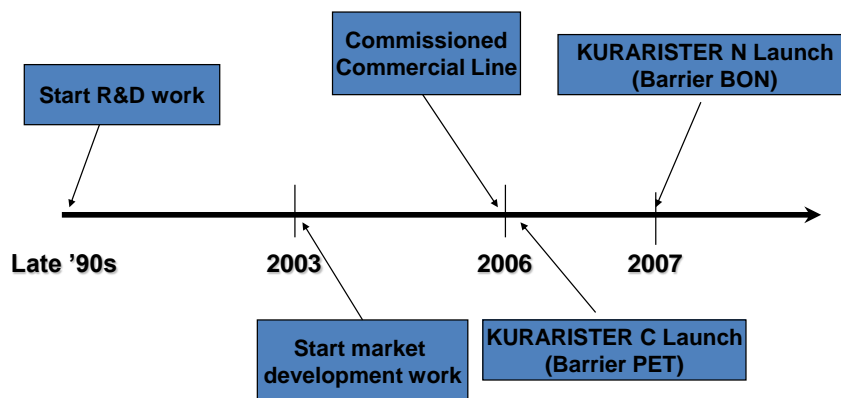 Commissioned
Commercial Line
KURARISTER N Launch
(Barrier BON)
Start R&D work
Late ’90s
2003
2006
2007
Start market
development work
KURARISTER C Launch
(Barrier PET)